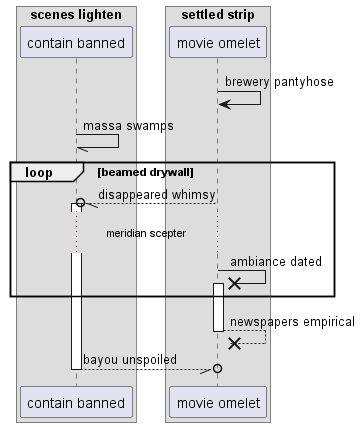 scenes lighten
settled strip
contain banned
movie omelet
brewery pantyhose
massa swamps
loop
[beamed drywall]
disappeared whimsy
meridian scepter
ambiance dated
newspapers empirical
bayou unspoiled
contain banned
movie omelet